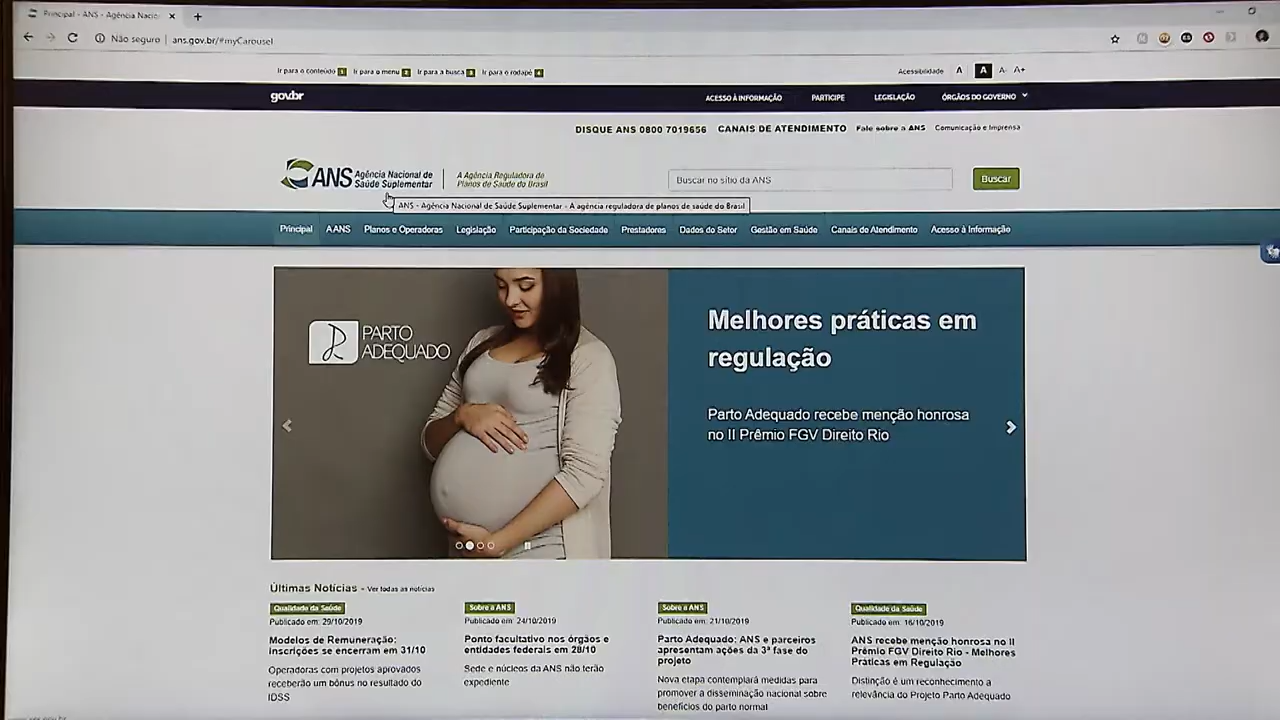 Principal - ANS - Agência Nacio
Não seguro | ans.gov.br/#myCarousel
Ir para o conteúdo 1 Ir para o menu 2 Ir para a busca 3 Ir para o rodapé 4
Acessibilidade A A A- A+
gov.br
ACESSO À INFORMAÇÃO PARTICIPE LEGISLAÇÃO ÓRGÃOS DO GOVERNO
DISQUE ANS 0800 7019656 CANAIS DE ATENDIMENTO Fale sobre a ANS Comunicação e Imprensa
ANS Agência Nacional de
Saúde Suplementar
A Agência Reguladora de
Planos de Saúde do Brasil
Buscar no sítio da ANS
Buscar
ANS - Agência Nacional de Saúde Suplementar - A agência reguladora de planos de saúde do Brasil
Principal A ANS Planos e Operadoras Legislação Participação da Sociedade Prestadores Dados do Setor Gestão em Saúde Canais de Atendimento Acesso à Informação
PARTO
ADEQUADO
Melhores práticas em
regulação
Parto Adequado recebe menção honrosa
no II Prêmio FGV Direito Rio
Últimas Notícias - Ver todas as notícias
Qualidade da Saúde
Publicado em: 29/10/2019
Modelos de Remuneração:
Inscrições se encerram em 31/10
Operadoras com projetos aprovados
receberão um bônus no resultado do
IDSS
Sobre a ANS
Publicado em: 24/10/2019
Ponto facultativo nos órgãos e
entidades federais em 28/10
Sede e núcleos da ANS não terão
expediente
Sobre a ANS
Publicado em: 21/10/2019
Parto Adequado: ANS e parceiros
apresentam ações da 3ª fase do
projeto
Nova etapa contemplará medidas para
promover a disseminação nacional sobre
benefícios do parto normal
Qualidade da Saúde
Publicado em: 16/10/2019
ANS recebe menção honrosa no II
Prêmio FGV Direito Rio - Melhores
Práticas em Regulação
Distinção é um reconhecimento a
relevância do Projeto Parto Adequado